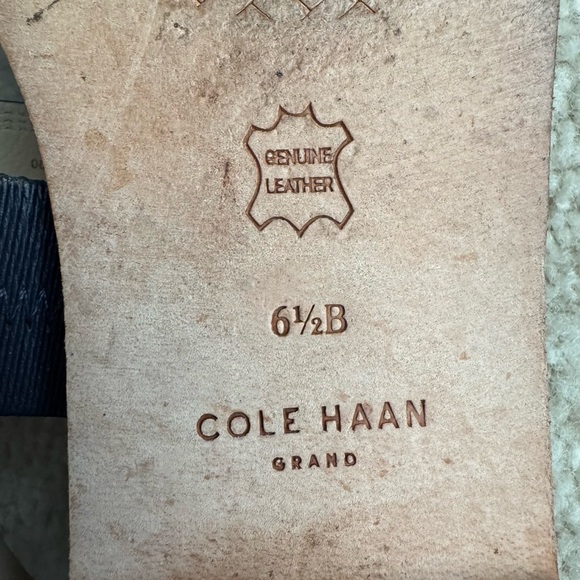 GENUINE
LEATHER
6½B
COLE HAAN
GRAND